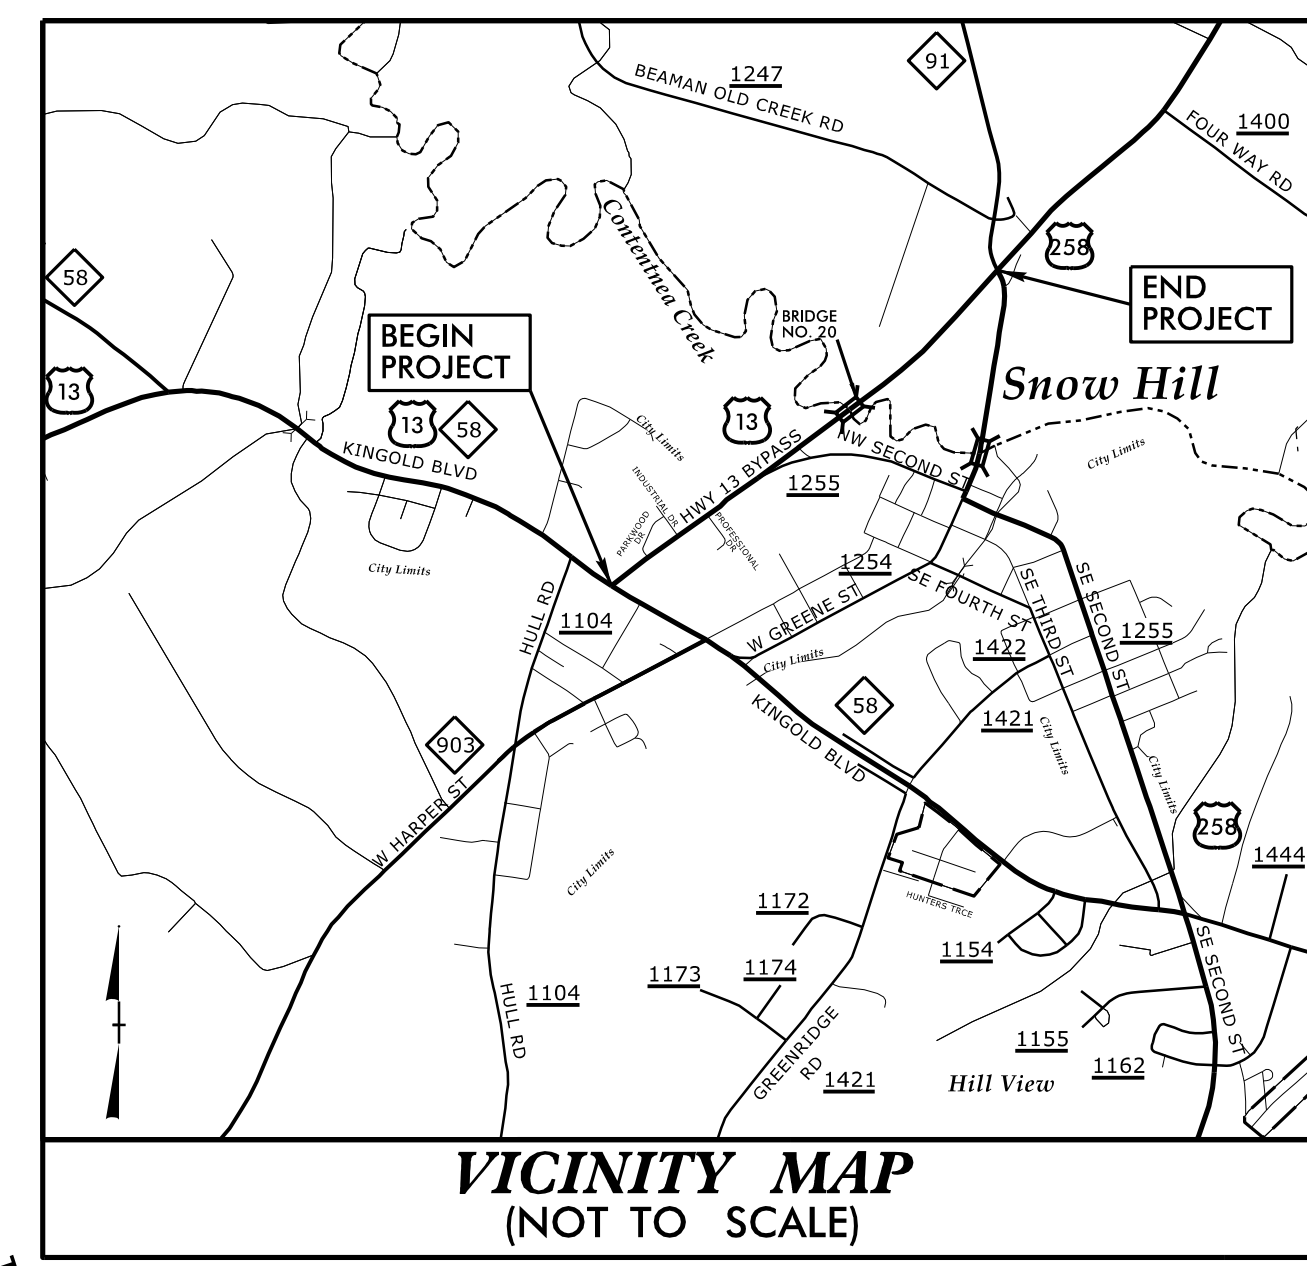 91
1247
BEAMAN OLD CREEK RD
1400
FOUR WAY RD
258
58
13
Contentnea Creek
END
PROJECT
BEGIN
PROJECT
BRIDGE
NO. 20
Snow Hill
13
58
13
KINGOLD BLVD
City Limits
HWY 13 BYPASS
NW SECOND ST
1255
City Limits
INDUSTRIAL DR
PARKWOOD
DR
PROFESSIONAL
DR
City Limits
1254
SE FOURTH ST
SE THIRD ST
SE SECOND ST
HULL RD
1104
W GREENE ST
1422
1255
City Limits
58
KINGOLD BLVD
1421
City Limits
City Limits
903
W HARPER ST
258
1444
City Limits
HUNTERS TRCE
1172
1154
SE SECOND ST
1173
1174
1104
HULL RD
GREENRIDGE
RD
1421
1155
1162
Hill View
VICINITY MAP
(NOT TO SCALE)